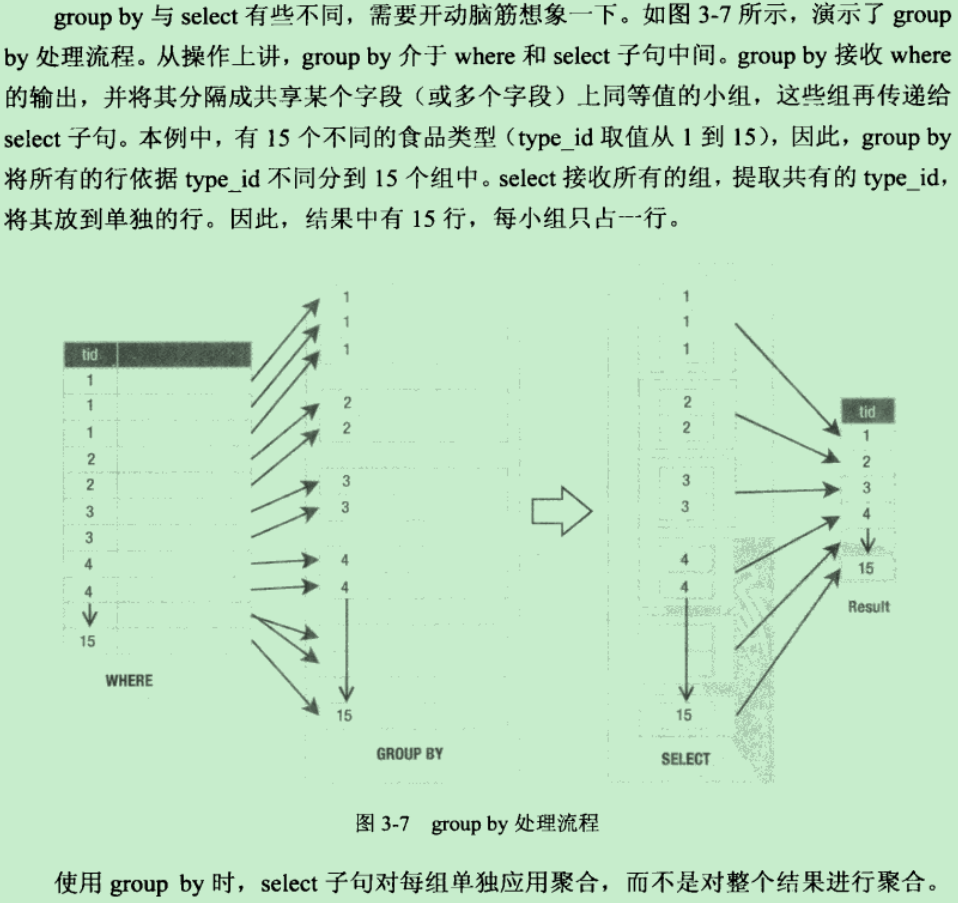 group by 与 select 有些不同，需要开动脑筋想象一下。如图 3-7 所示，演示了 group
by 处理流程。从操作上讲，group by 介于 where 和 select 子句中间。group by 接收 where
的输出，并将其分隔成共享某个字段（或多个字段）上同等值的小组，这些组再传递给
select 子句。本例中，有 15 个不同的食品类型（type_id 取值从 1 到 15），因此，group by
将所有的行依据 type_id 不同分到 15 个组中。select 接收所有的组，提取共有的 type_id，
将其放到单独的行。因此，结果中有 15 行，每小组只占一行。
tid
1
1
1
2
2
3
3
4
4
15
WHERE
1
1
1
2
2
3
3
4
4
15
GROUP BY
1
1
1
2
2
3
3
4
4
15
SELECT
tid
1
2
3
4
15
Result
图 3-7 group by 处理流程
使用 group by 时，select 子句对每组单独应用聚合，而不是对整个结果进行聚合。